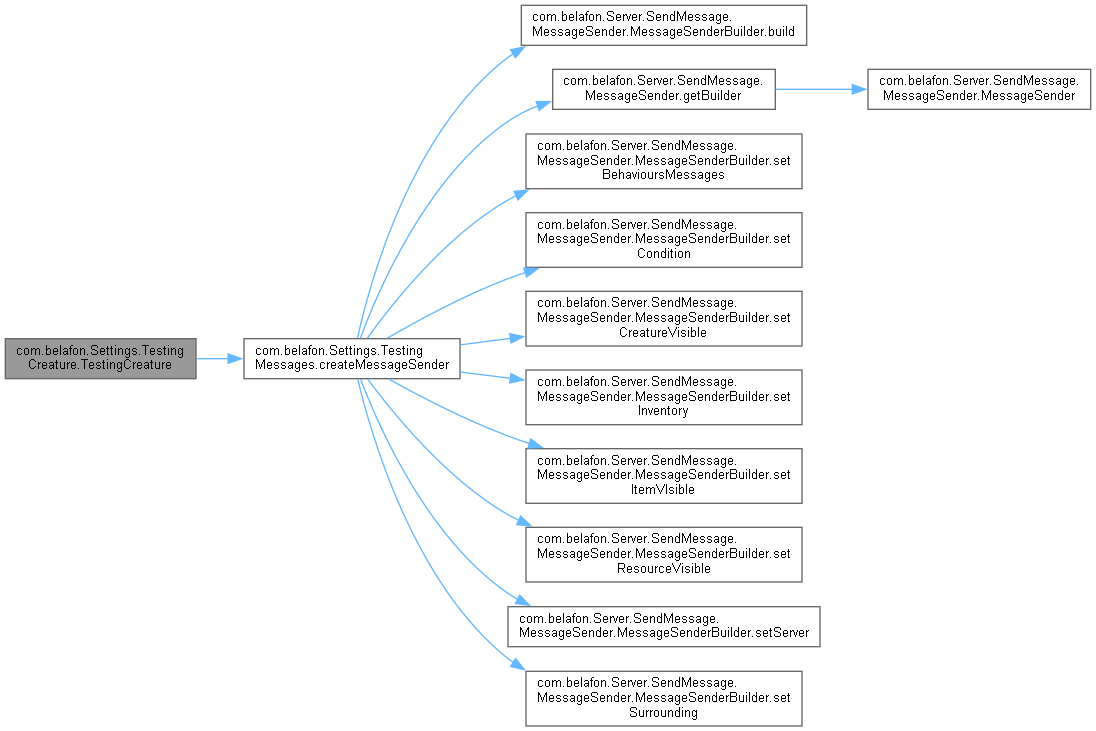 com.belafon.Server.SendMessage.
MessageSender.MessageSenderBuilder.build
com.belafon.Server.SendMessage.
MessageSender.getBuilder
com.belafon.Server.SendMessage.
MessageSender.MessageSender
com.belafon.Server.SendMessage.
MessageSender.MessageSenderBuilder.set
BehavioursMessages
com.belafon.Server.SendMessage.
MessageSender.MessageSenderBuilder.set
Condition
com.belafon.Server.SendMessage.
MessageSender.MessageSenderBuilder.set
CreatureVisible
com.belafon.Settings.Testing
Creature.TestingCreature
com.belafon.Settings.Testing
Messages.createMessageSender
com.belafon.Server.SendMessage.
MessageSender.MessageSenderBuilder.set
Inventory
com.belafon.Server.SendMessage.
MessageSender.MessageSenderBuilder.set
ItemVIsible
com.belafon.Server.SendMessage.
MessageSender.MessageSenderBuilder.set
ResourceVisible
com.belafon.Server.SendMessage.
MessageSender.MessageSenderBuilder.setServer
com.belafon.Server.SendMessage.
MessageSender.MessageSenderBuilder.set
Surrounding